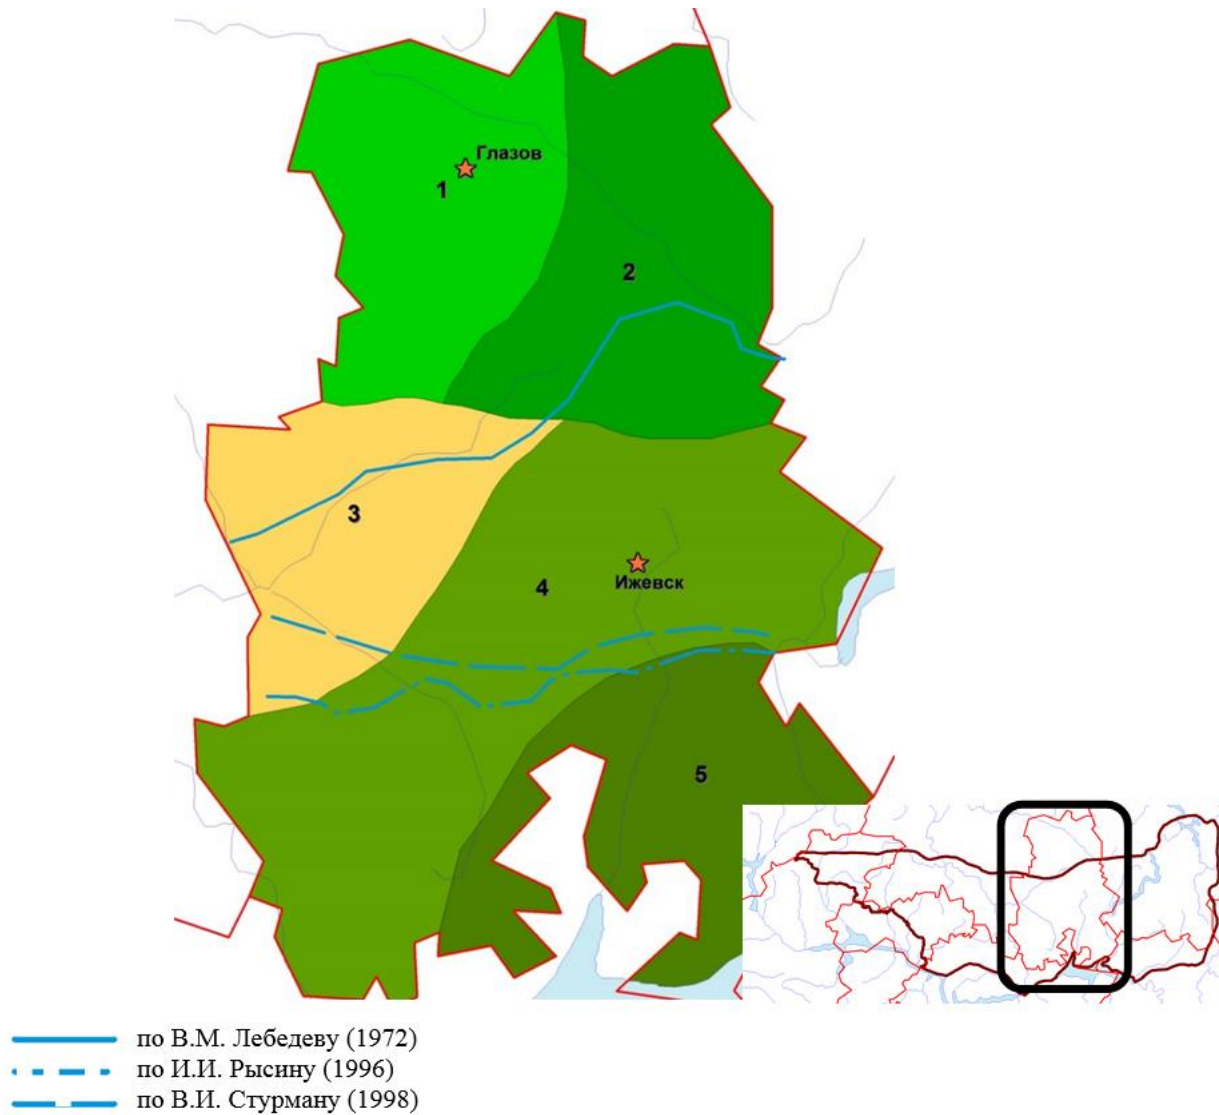 Глазов
1
2
3
4
Ижевск
5
по В.М. Лебедеву (1972)
по И.И. Рысину (1996)
по В.И. Стурману (1998)